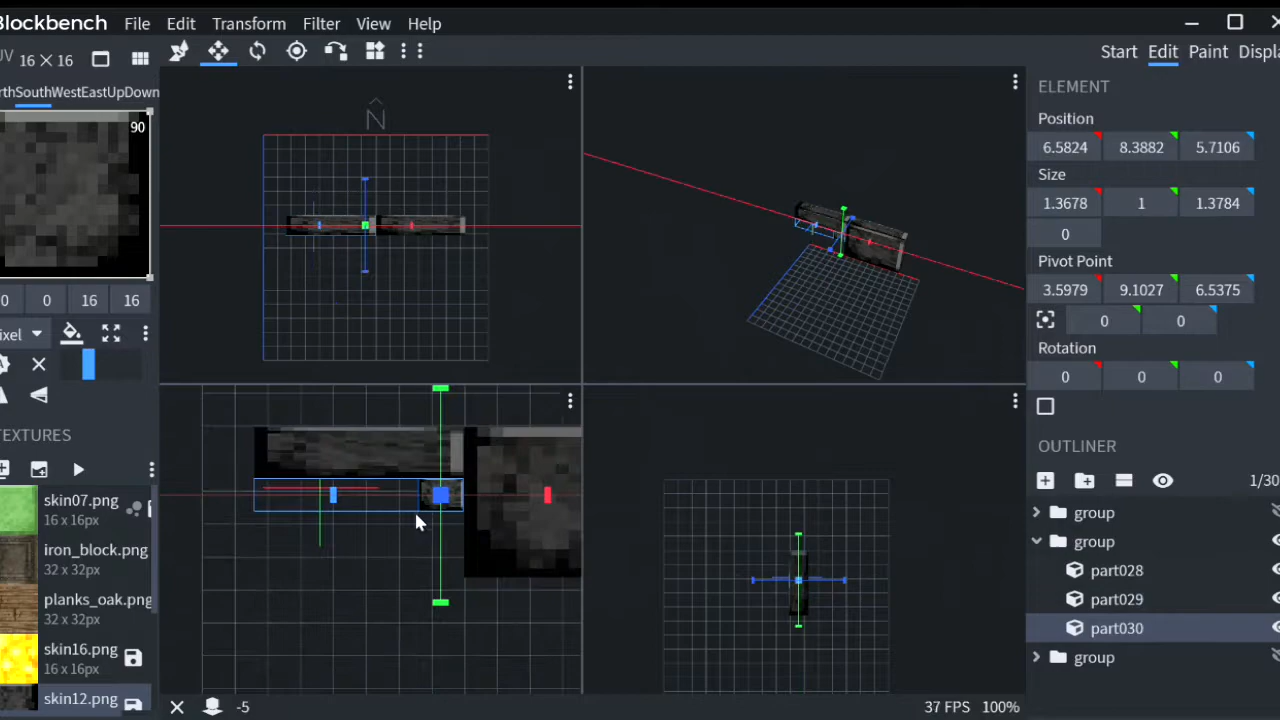 Blockbench File Edit Transform Filter View Help
UV 16 × 16 Start Edit Paint Displa
rthSouthWestEastUpDown
90
N
0 0 16 16
ixel
TEXTURES
skin07.png
16 x 16px
iron_block.png
32 x 32px
planks_oak.png
32 x 32px
skin16.png
16 x 16px
skin12.png
-5
37 FPS 100%
ELEMENT
Position
6.5824 8.3882 5.7106
Size
1.3678 1 1.3784
0
Pivot Point
3.5979 9.1027 6.5375
0 0
Rotation
0 0 0
OUTLINER
1/30
group
group
part028
part029
part030
group